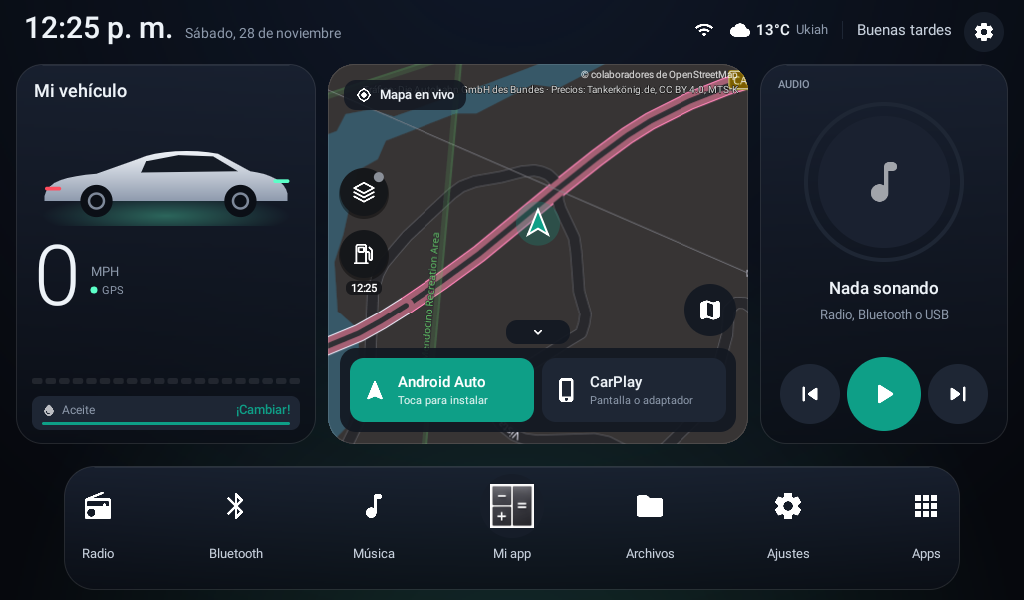 12:25 p. m.
Sábado, 28 de noviembre
13°C
Ukiah
Buenas tardes
Mi vehículo
0
MPH
GPS
Aceite
¡Cambiar!
© colaboradores de OpenStreetMap
Mapa en vivo
GmbH des Bundes · Precios: Tankerkönig.de, CC BY 4.0, MTS-K
CA
12:25
Recreation Area
Android Auto
Toca para instalar
CarPlay
Pantalla o adaptador
AUDIO
Nada sonando
Radio, Bluetooth o USB
Radio
Bluetooth
Música
Mi app
Archivos
Ajustes
Apps